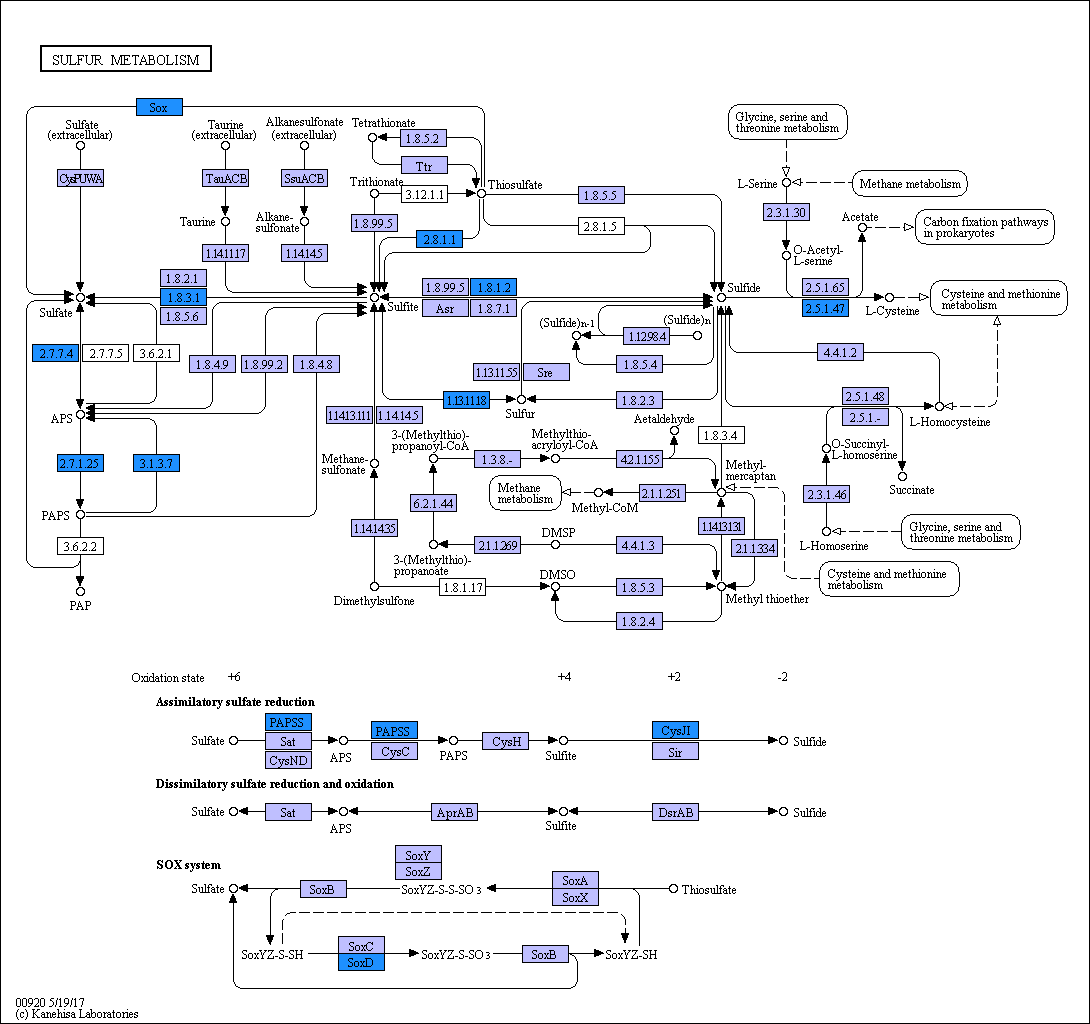 SULFUR METABOLISM
Sox
Sulfate
(extracellular)
Taurine
(extracellular)
Alkanesulfonate
(extracellular)
Tetrathionate
1.8.5.2
Ttr
Glycine, serine and
threonine metabolism
CysPUWA
TauACB
SsuACB
Trithionate
3.12.1.1
Thiosulfate
1.8.5.5
L-Serine
Methane metabolism
2.3.1.30
Acetate
Carbon fixation pathways
in prokaryotes
Taurine
Alkane-
sulfonate
1.8.99.5
2.8.1.1
2.8.1.5
1.14.11.17
1.14.14.5
O-Acetyl-
L-serine
1.8.2.1
1.8.3.1
1.8.5.6
Sulfate
Sulfite
1.8.99.5
1.8.1.2
Asr
1.8.7.1
Sulfide
2.5.1.65
2.5.1.47
L-Cysteine
Cysteine and methionine
metabolism
(Sulfide)n-1
(Sulfide)n
1.12.98.4
1.8.5.4
2.7.7.4
2.7.7.5
3.6.2.1
1.8.4.9
1.8.99.2
1.8.4.8
1.13.11.55
Sre
4.4.1.2
1.13.11.18
Sulfur
1.8.2.3
2.5.1.48
2.5.1.-
L-Homocysteine
APS
1.14.13.111
1.14.14.5
Aetaldehyde
1.8.3.4
3-(Methylthio)-
propanoyl-CoA
Methylthio-
acryloyl-CoA
O-Succinyl-
L-homoserine
2.7.1.25
3.1.3.7
Methane-
sulfonate
1.3.8.-
4.2.1.155
Methyl-
mercaptan
Succinate
Methane
metabolism
Methyl-CoM
2.1.1.251
2.3.1.46
6.2.1.44
PAPS
1.14.14.35
1.14.13.131
L-Homoserine
Glycine, serine and
threonine metabolism
3.6.2.2
DMSP
2.1.1.269
4.4.1.3
2.1.1.334
3-(Methylthio)-
propanoate
Cysteine and methionine
metabolism
PAP
Dimethylsulfone
1.8.1.17
DMSO
1.8.5.3
Methyl thioether
1.8.2.4
Oxidation state
+6
+4
+2
-2
Assimilatory sulfate reduction
PAPSS
PAPSS
CysJI
Sulfate
Sat
APS
CysC
PAPS
CysH
Sulfite
Sir
Sulfide
CysND
Dissimilatory sulfate reduction and oxidation
Sulfate
Sat
APS
AprAB
Sulfite
DsrAB
Sulfide
SOX system
SoxY
SoxZ
Sulfate
SoxB
SoxYZ-S-S-SO3
SoxA
SoxX
Thiosulfate
SoxYZ-S-SH
SoxC
SoxD
SoxYZ-S-SO3
SoxB
SoxYZ-SH
00920 5/19/17
(c) Kanehisa Laboratories